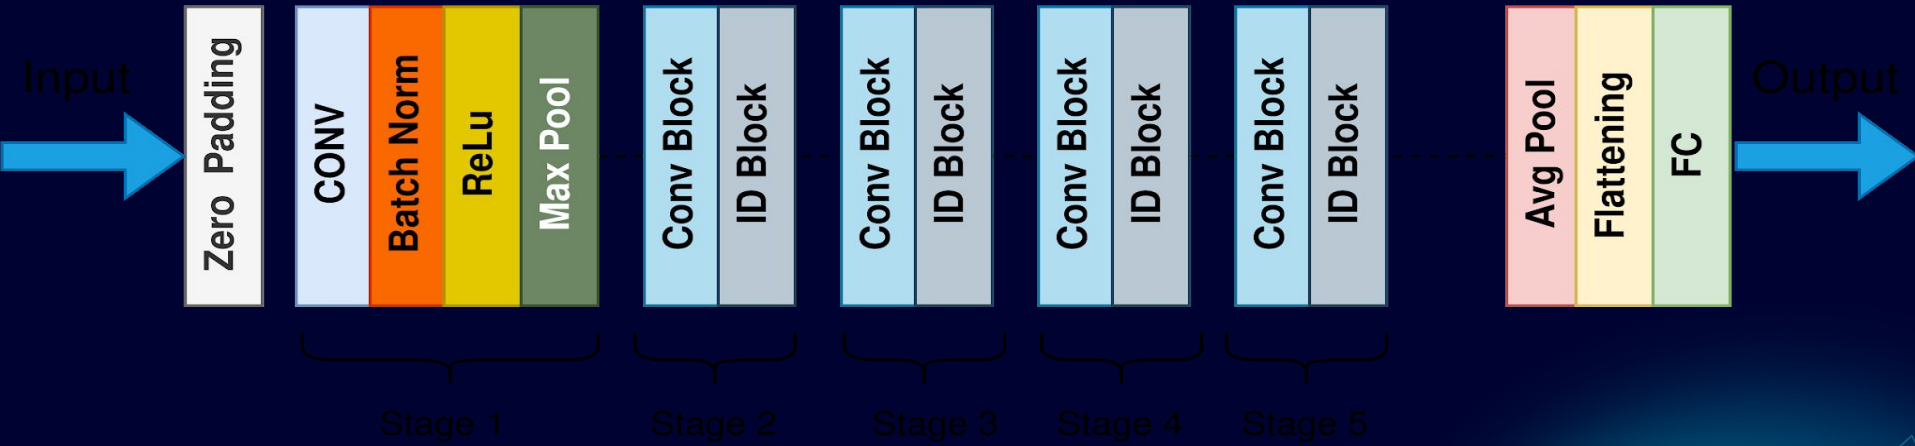 Input
Zero Padding
CONV
Batch Norm
ReLu
Max Pool
Conv Block
ID Block
Conv Block
ID Block
Conv Block
ID Block
Conv Block
ID Block
Avg Pool
Flattening
FC
Output
Stage 1
Stage 2
Stage 3
Stage 4
Stage 5